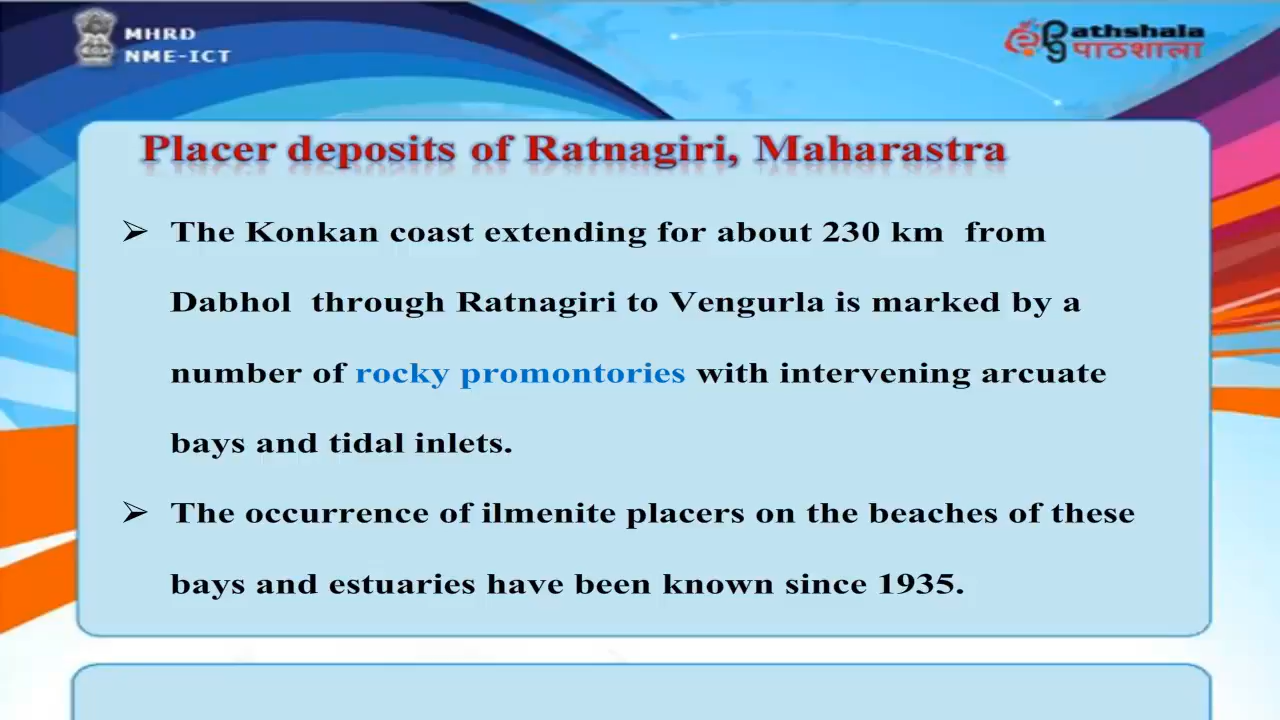 MHRD
NME-ICT
Pathshala
पाठशाला
Placer deposits of Ratnagiri, Maharastra
➢ The Konkan coast extending for about 230 km from
Dabhol through Ratnagiri to Vengurla is marked by a
number of rocky promontories with intervening arcuate
bays and tidal inlets.
➢ The occurrence of ilmenite placers on the beaches of these
bays and estuaries have been known since 1935.